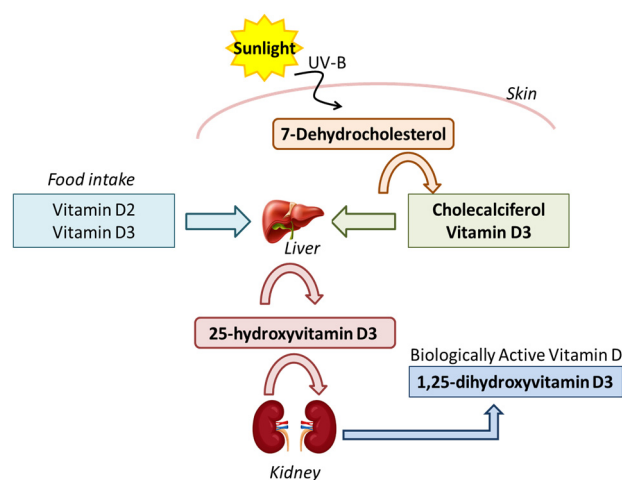 Sunlight
UV-B
Skin
7-Dehydrocholesterol
Food intake
Vitamin D2
Vitamin D3
Cholecalciferol
Vitamin D3
Liver
25-hydroxyvitamin D3
Biologically Active Vitamin D
1,25-dihydroxyvitamin D3
Kidney